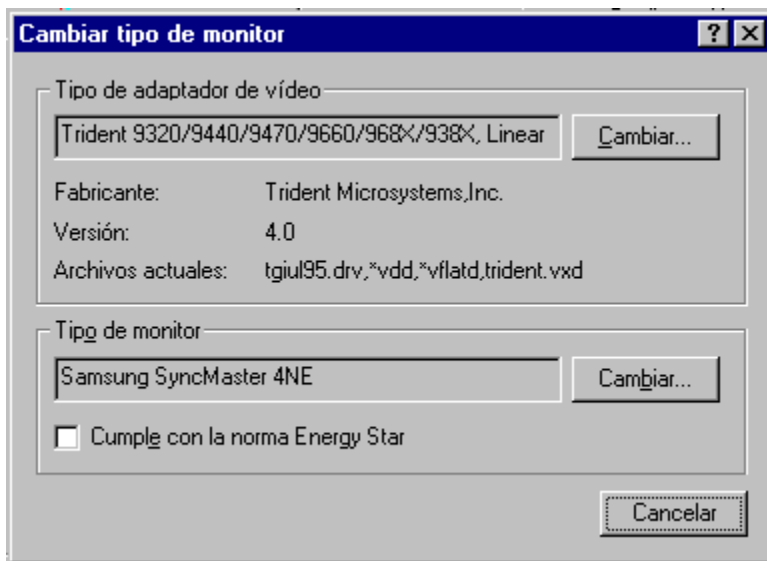 Cambiar tipo de monitor
Tipo de adaptador de vídeo
Trident 9320/9440/9470/9660/968X/938X, Linear
Cambiar...
Fabricante: Trident Microsystems,Inc.
Versión: 4.0
Archivos actuales: tgiul95.drv,*vdd,*vflatd,trident.vxd
Tipo de monitor
Samsung SyncMaster 4NE
Cambiar...
Cumple con la norma Energy Star
Cancelar